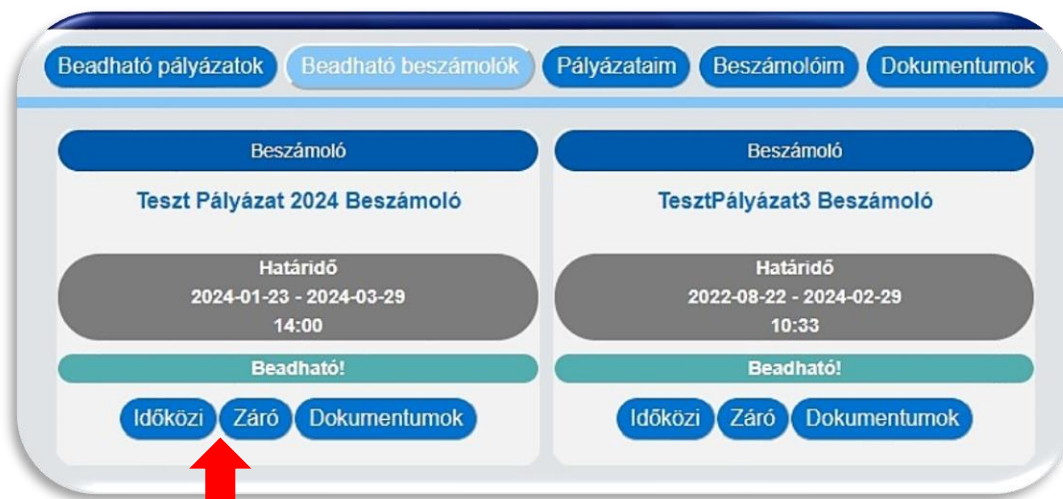 Beadható pályázatok Beadható beszámolók Pályázataim Beszámolóim Dokumentumok
Beszámoló
Teszt Pályázat 2024 Beszámoló
Határidő
2024-01-23 - 2024-03-29
14:00
Beadható!
Időközi Záró Dokumentumok
Beszámoló
TesztPályázat3 Beszámoló
Határidő
2022-08-22 - 2024-02-29
10:33
Beadható!
Időközi Záró Dokumentumok